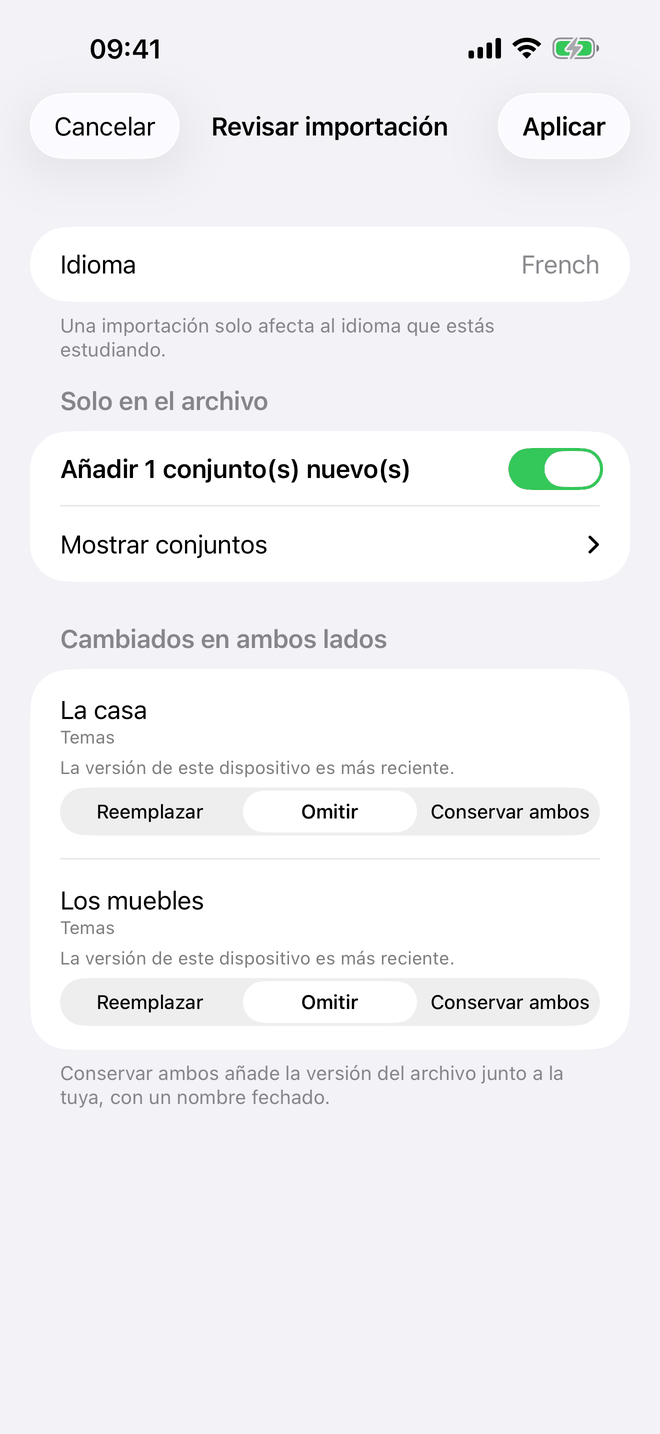 09:41
Cancelar
Revisar importación
Aplicar
Idioma
French
Una importación solo afecta al idioma que estás
estudiando.
Solo en el archivo
Añadir 1 conjunto(s) nuevo(s)
Mostrar conjuntos
Cambiados en ambos lados
La casa
Temas
La versión de este dispositivo es más reciente.
Reemplazar
Omitir
Conservar ambos
Los muebles
Temas
La versión de este dispositivo es más reciente.
Reemplazar
Omitir
Conservar ambos
Conservar ambos añade la versión del archivo junto a la
tuya, con un nombre fechado.